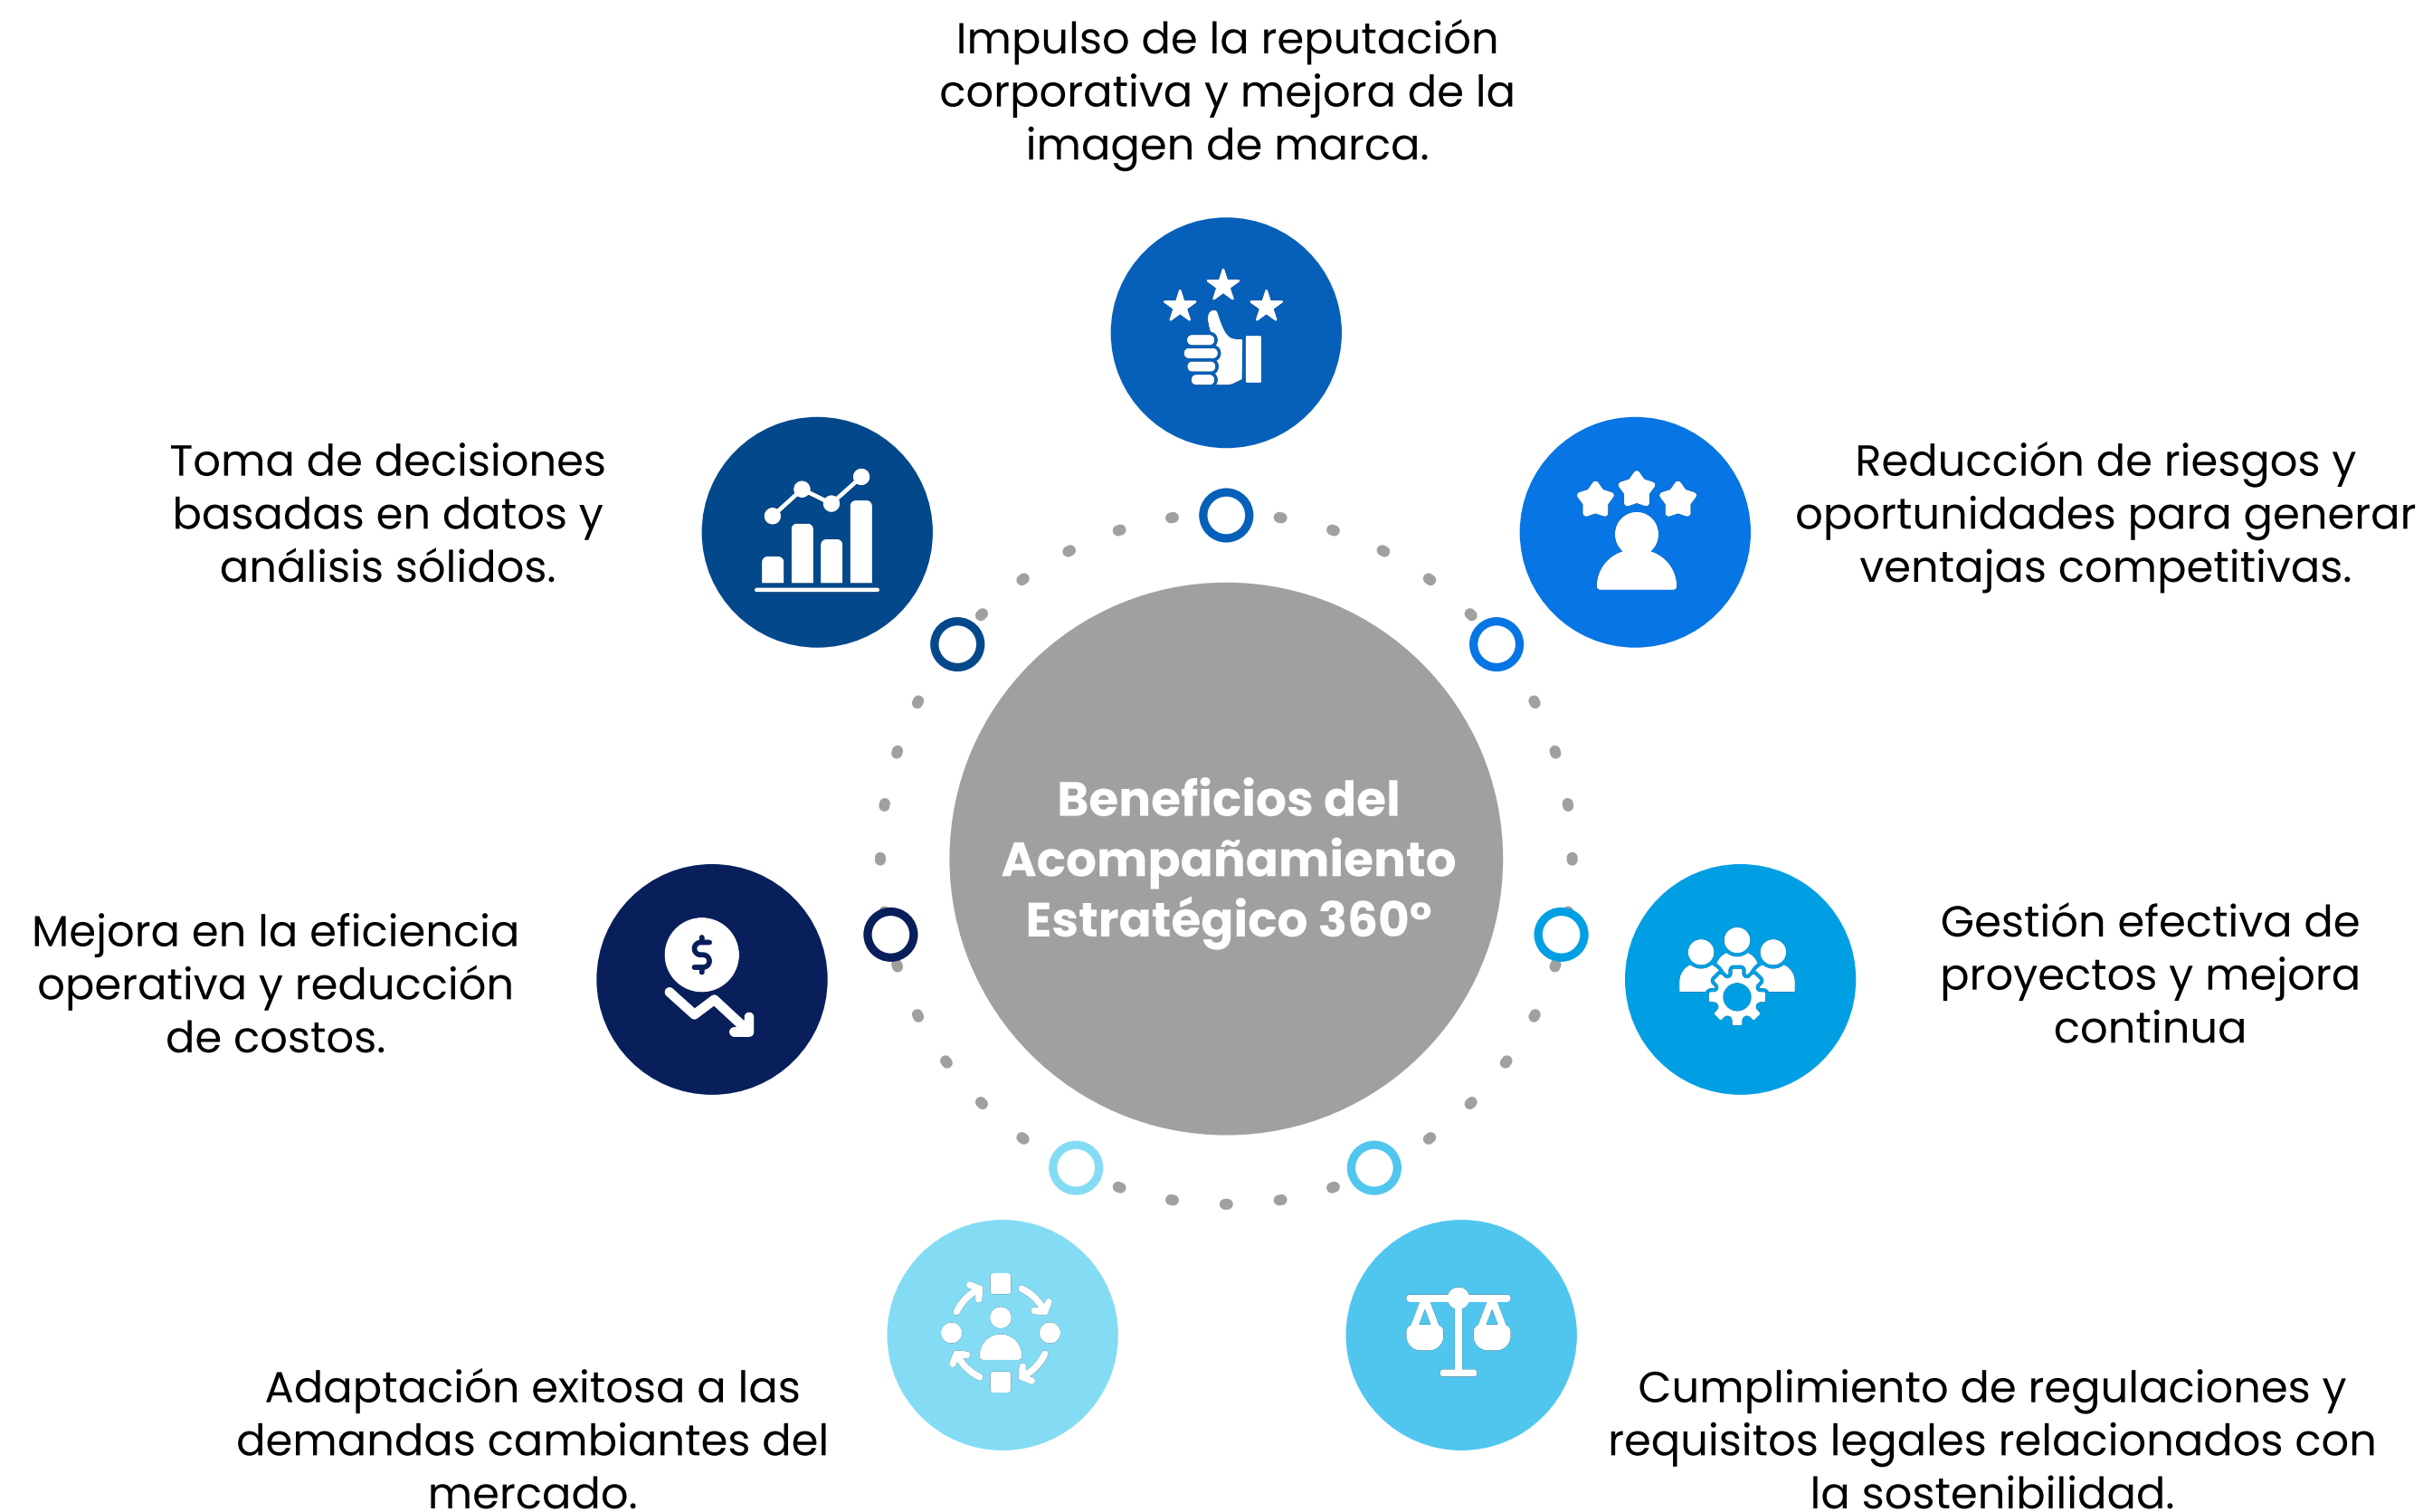 Impulso de la reputación
corporativa y mejora de la
imagen de marca.
Toma de decisiones
basadas en datos y
análisis sólidos.
Reducción de riesgos y
oportunidades para generar
ventajas competitivas.
Beneficios del
Acompañamiento
Estratégico 360º
Mejora en la eficiencia
operativa y reducción
de costos.
Gestión efectiva de
proyectos y mejora
continua
Adaptación exitosa a las
demandas cambiantes del
mercado.
Cumplimiento de regulaciones y
requisitos legales relacionados con
la sostenibilidad.